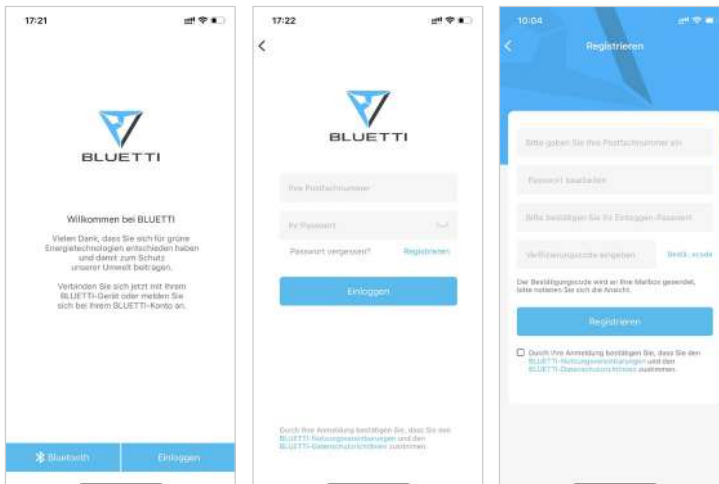 17:21
BLUETTI
Willkommen bei BLUETTI
Vielen Dank, dass Sie sich für grüne
Energietechnologien entschieden haben
und damit zum Schutz
unserer Umwelt beitragen.
Verbinden Sie sich jetzt mit Ihrem
BLUETTI-Gerät oder melden Sie
sich bei Ihrem BLUETTI-Konto an.
Bluetooth
Einloggen
17:22
BLUETTI
Ihre Postfachnummer
Ihr Passwort
Passwort vergessen?
Registrieren
Einloggen
Durch Ihre Anmeldung bestätigen Sie, dass Sie den
BLUETTI-Nutzungsvereinbarungen und den
BLUETTI-Datenschutzrichtlinien zustimmen.
10:04
Registrieren
Bitte geben Sie Ihre Postfachnummer ein
Passwort bearbeiten
Bitte bestätigen Sie Ihr Einloggen-Passwort
Verifizierungscode eingeben
Bestä.-scode
Der Bestätigungscode wird an Ihre Mailbox gesendet,
bitte notieren Sie sich die Ansicht.
Registrieren
Durch Ihre Anmeldung bestätigen Sie, dass Sie den
BLUETTI-Nutzungsvereinbarungen und den
BLUETTI-Datenschutzrichtlinien zustimmen.